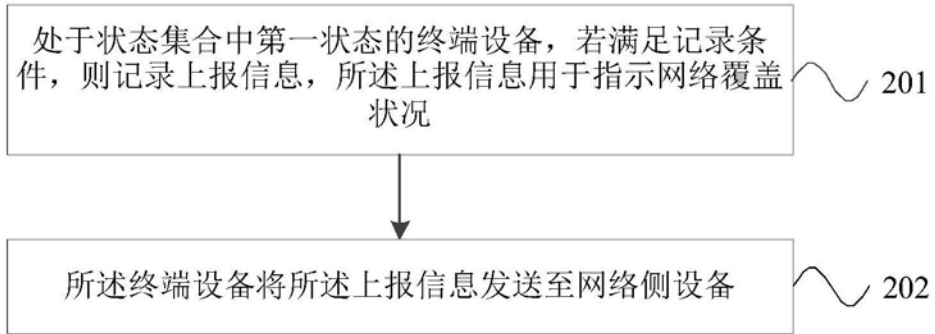 处于状态集合中第一状态的终端设备，若满足记录条
件，则记录上报信息，所述上报信息用于指示网络覆盖
状况
201
所述终端设备将所述上报信息发送至网络侧设备
202